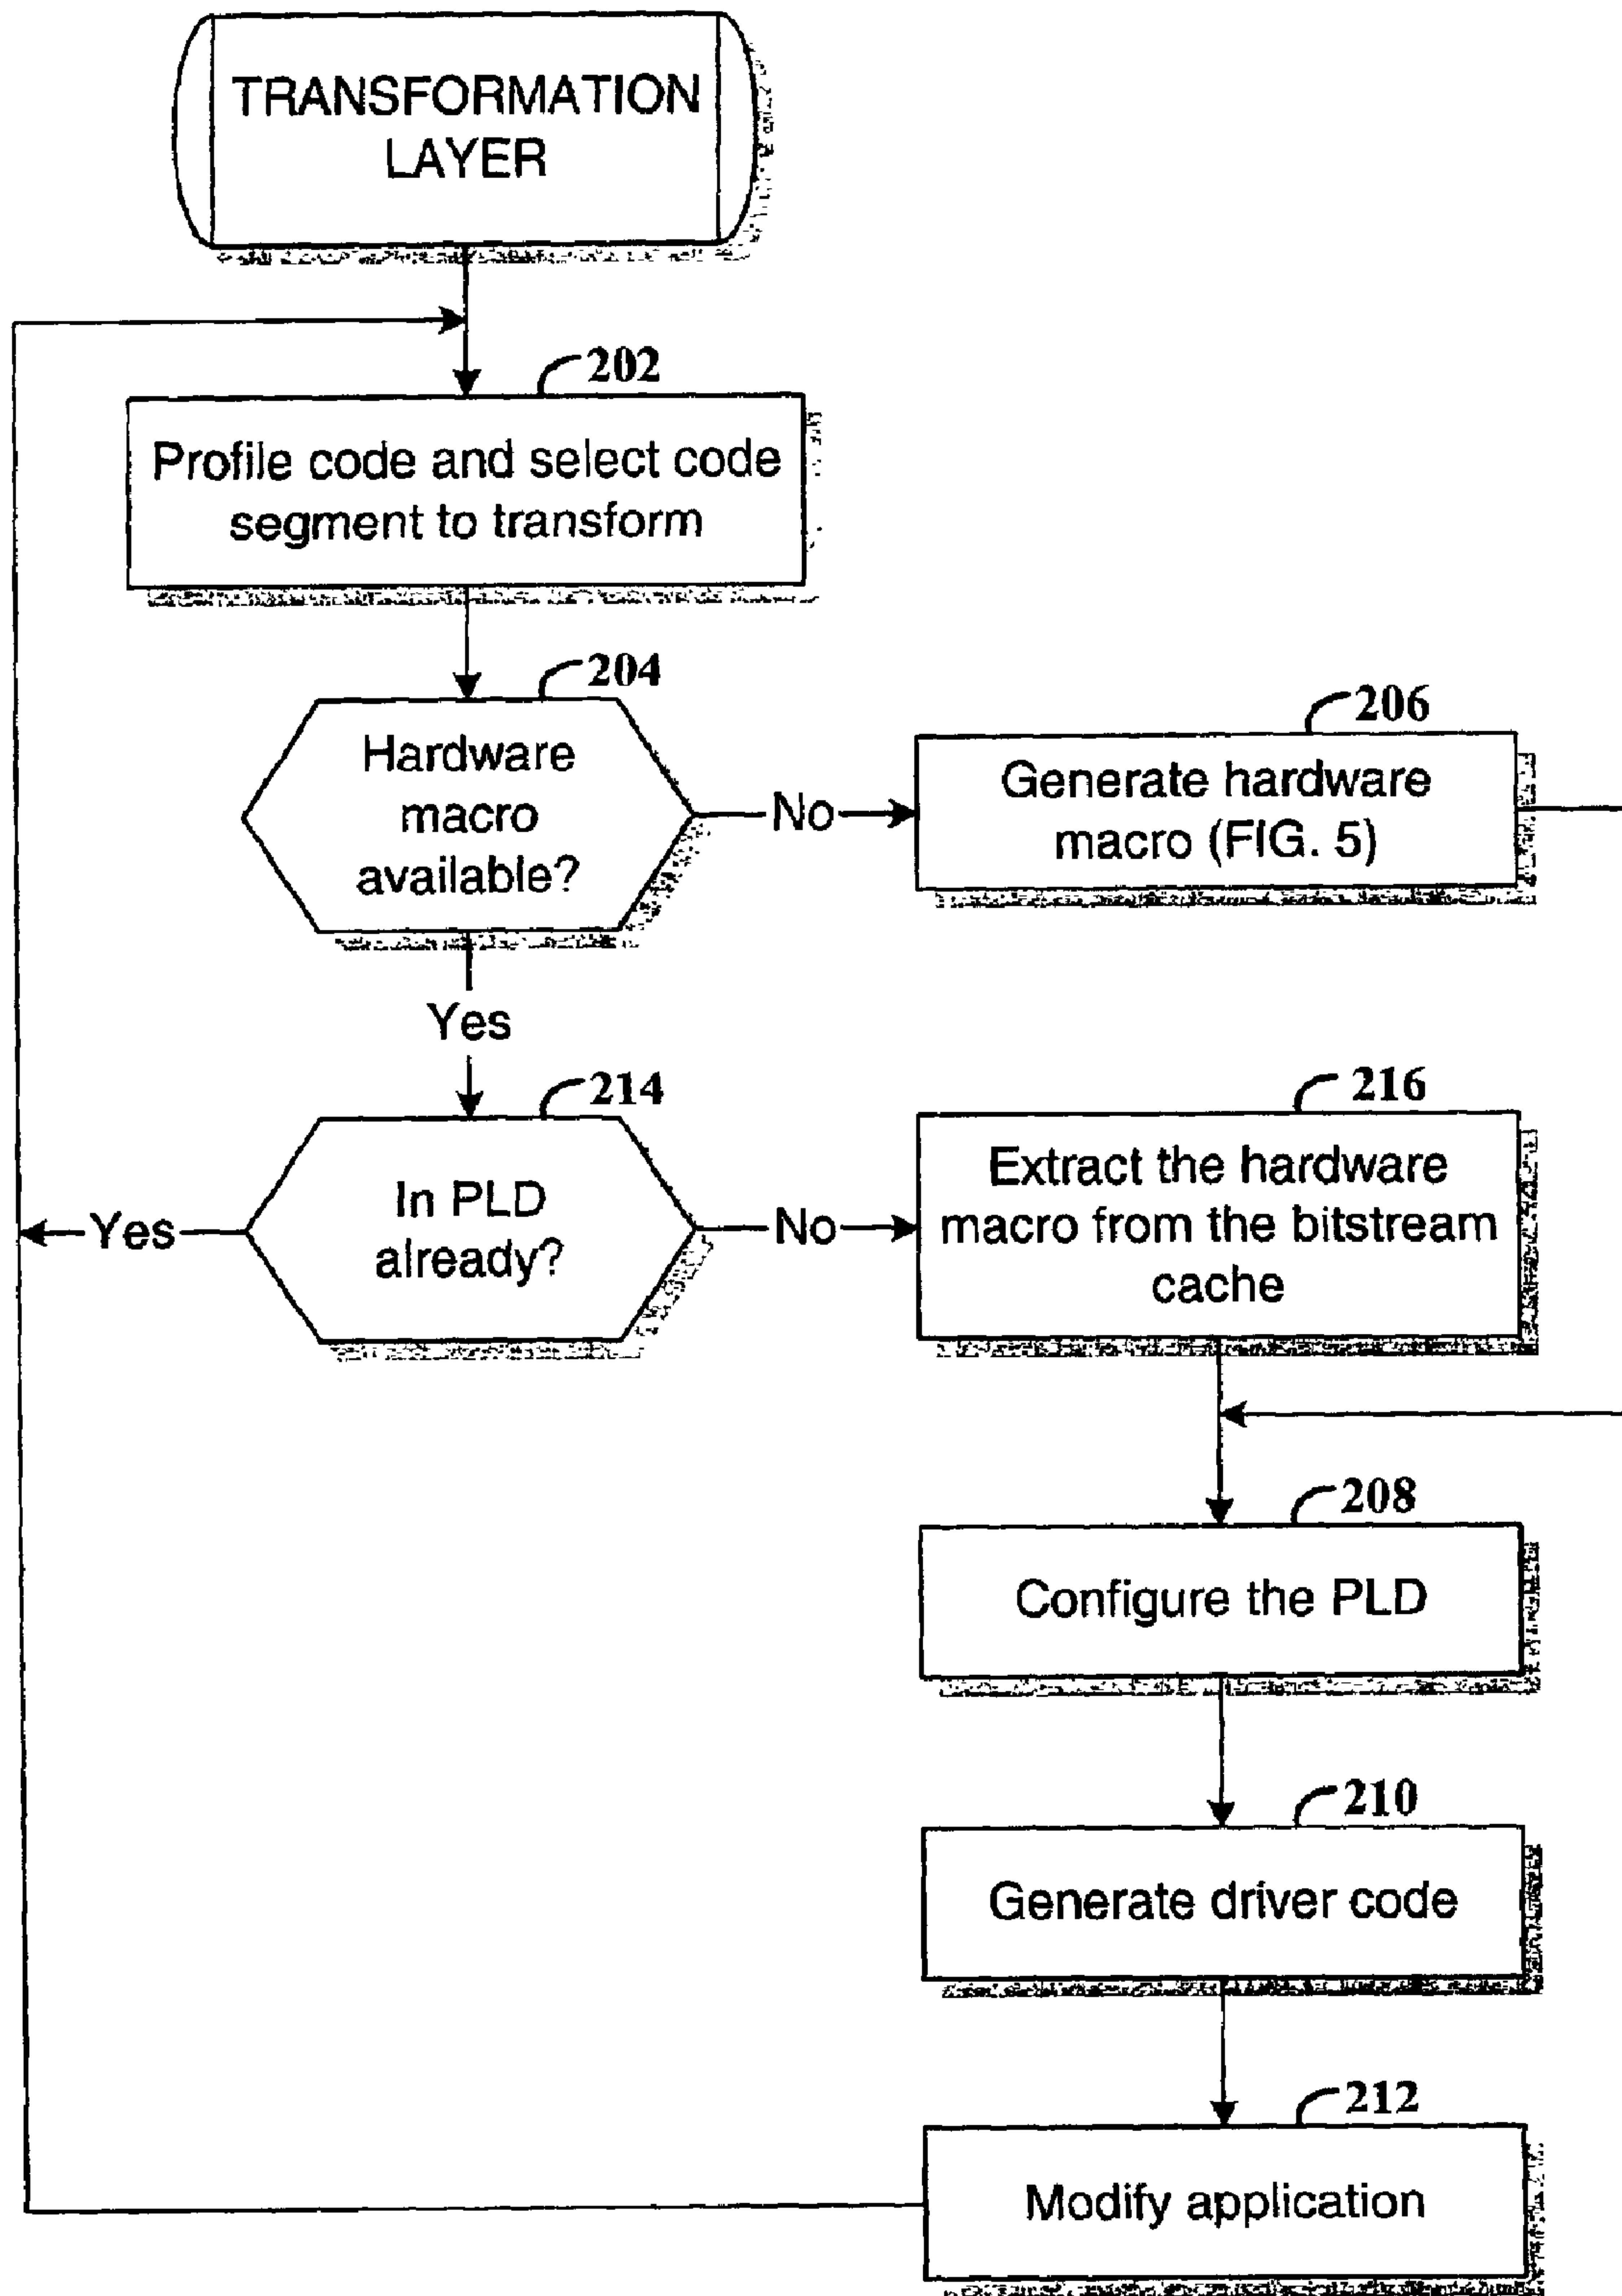 TRANSFORMATION
LAYER
202
Profile code and select code
segment to transform
204
Hardware
macro
available?
No
206
Generate hardware
macro (FIG. 5)
Yes
214
In PLD
already?
Yes
No
216
Extract the hardware
macro from the bitstream
cache
208
Configure the PLD
210
Generate driver code
212
Modify application